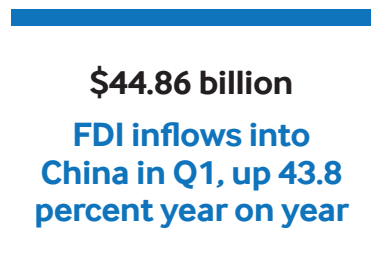 $44.86 billion
FDI inflows into
China in Q1, up 43.8
percent year on year